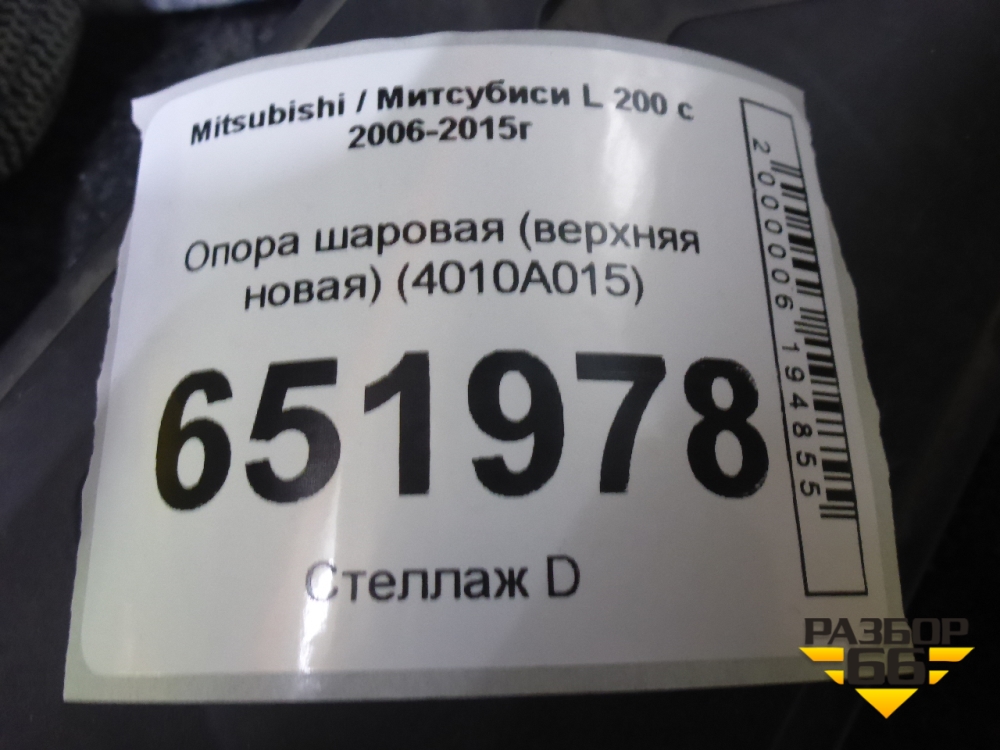 Mitsubishi / Митсубиси L 200 с
2006-2015г
Опора шаровая (верхняя
новая) (4010A015)
651978
Стеллаж D
2000006194855
РАЗБОР
66